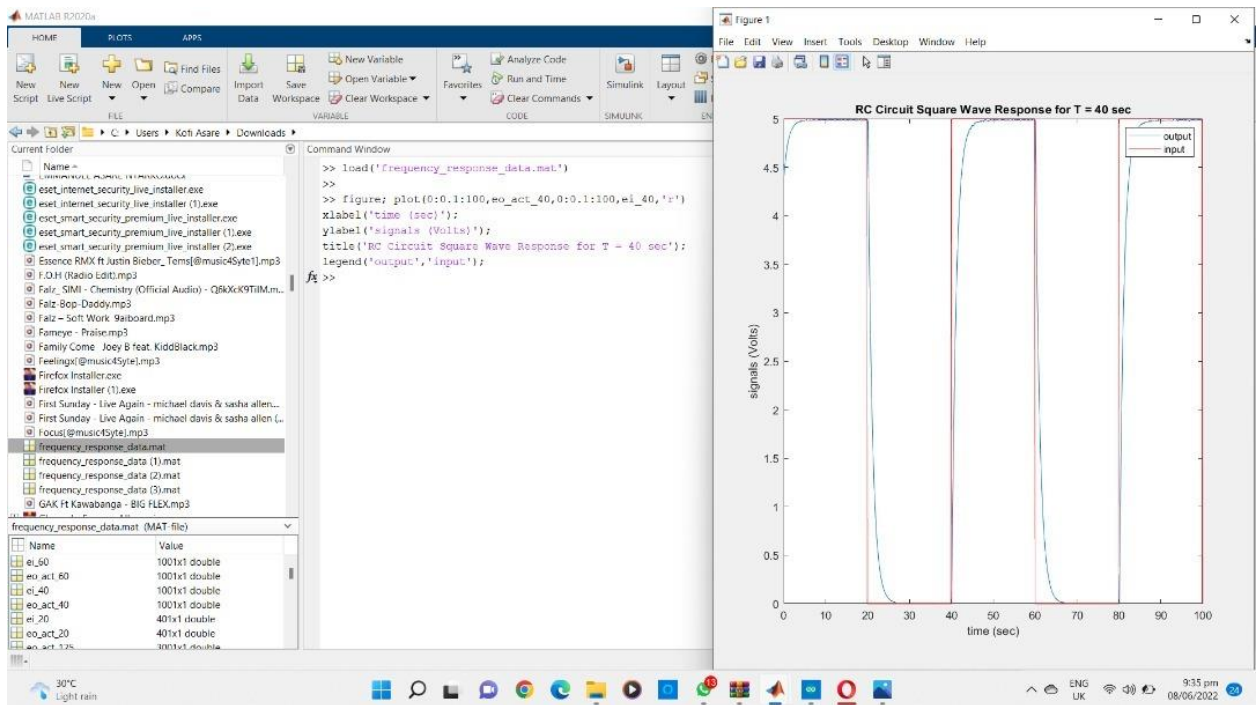 MATLAB R2020a
HOME PLOTS APPS
New Script
New Live Script
New
Open
Find Files
Compare
Import Data
Save Workspace
New Variable
Open Variable
Clear Workspace
Favorites
Analyze Code
Run and Time
Clear Commands
Simulink
Layout
FILE VARIABLE CODE SIMULINK EN
C: Users Kofi Asare Downloads
Current Folder
Name
eset_internet_security_live_installer.exe
eset_internet_security_live_installer (1).exe
eset_smart_security_premium_live_installer.exe
eset_smart_security_premium_live_installer (1).exe
eset_smart_security_premium_live_installer (2).exe
Essence RMX ft Justin Bieber_ Tems[@music4Syte1].mp3
F.O.H (Radio Edit).mp3
Falz_ SIMI - Chemistry (Official Audio) - Q6kXcK9TiIM.m...
Falz-Bop-Daddy.mp3
Falz – Soft Work 9aiboard.mp3
Fameye - Praise.mp3
Family Come Joey B feat. KiddBlack.mp3
Feelingx[@music4Syte].mp3
Firefox Installer.exe
Firefox Installer (1).exe
First Sunday - Live Again - michael davis & sasha allen...
First Sunday - Live Again - michael davis & sasha allen (...
Focus[@music4Syte].mp3
frequency_response_data.mat
frequency_response_data (1).mat
frequency_response_data (2).mat
frequency_response_data (3).mat
GAK Ft Kawabanga - BIG FLEX.mp3
frequency_response_data.mat (MAT-file)
Name Value
ei_60 1001x1 double
eo_act_60 1001x1 double
ei_40 1001x1 double
eo_act_40 1001x1 double
ei_20 401x1 double
eo_act_20 401x1 double
eo_act_125 3001x1 double
Command Window
>> load('frequency_response_data.mat')
>>
>> figure; plot(0:0.1:100,eo_act_40,0:0.1:100,ei_40,'r')
xlabel('time (sec)');
ylabel('signals (Volts)');
title('RC Circuit Square Wave Response for T = 40 sec');
legend('output','input');
fx >>
Figure 1
File Edit View Insert Tools Desktop Window Help
RC Circuit Square Wave Response for T = 40 sec
output
input
5
4.5
4
3.5
3
2.5
2
1.5
1
0.5
0
signals (Volts)
0 10 20 30 40 50 60 70 80 90 100
time (sec)
30°C
Light rain
13
ENG
UK
9:35 pm
08/06/2022
24